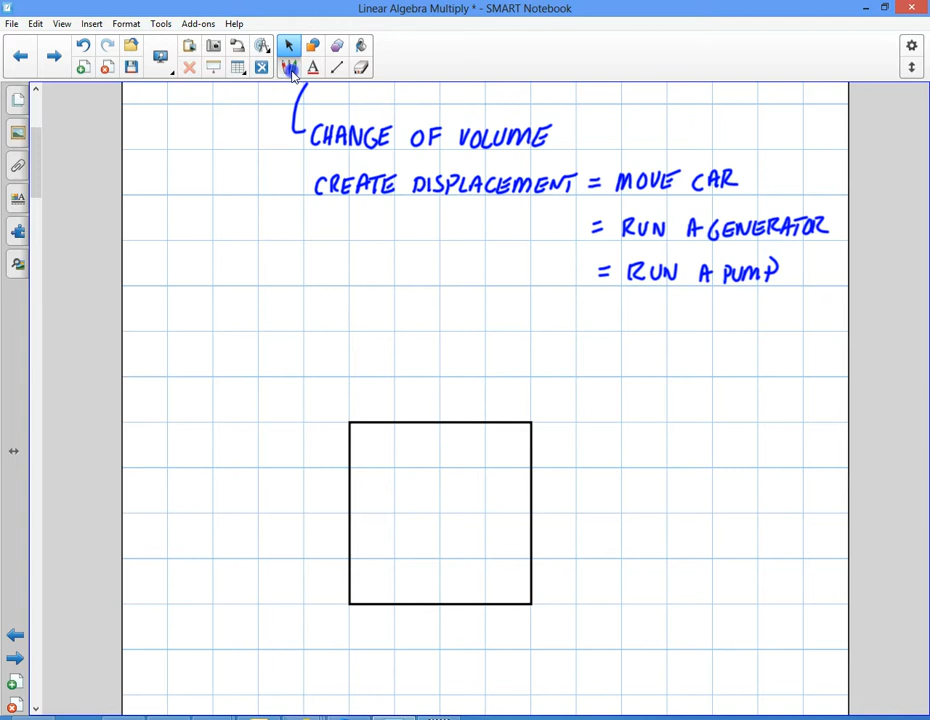 Linear Algebra Multiply * - SMART Notebook
File Edit View Insert Format Tools Add-ons Help
CHANGE OF VOLUME
CREATE DISPLACEMENT = MOVE CAR
= RUN A GENERATOR
= RUN A PUMP